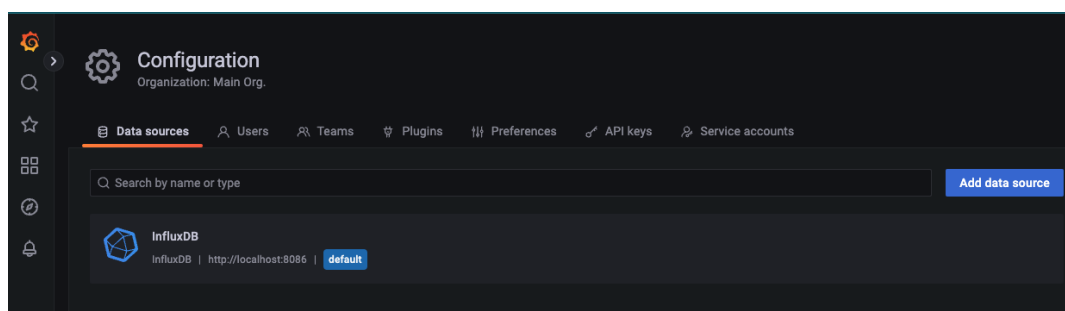 Configuration
Organization: Main Org.
Data sources Users Teams Plugins Preferences API keys Service accounts
Search by name or type Add data source
InfluxDB
InfluxDB | http://localhost:8086 | default